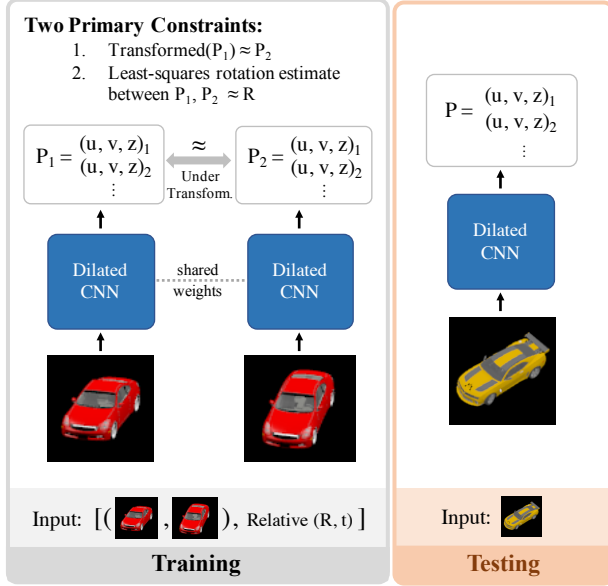 Two Primary Constraints:
1. Transformed(P₁) ≈ P₂
2. Least-squares rotation estimate
between P₁, P₂ ≈ R
P₁ = (u, v, z)₁
(u, v, z)₂
⋮
≈
Under
Transform.
P₂ = (u, v, z)₁
(u, v, z)₂
⋮
Dilated
CNN
shared
weights
Dilated
CNN
Input: [( , ), Relative (R, t) ]
Training
P = (u, v, z)₁
(u, v, z)₂
⋮
Dilated
CNN
Input:
Testing